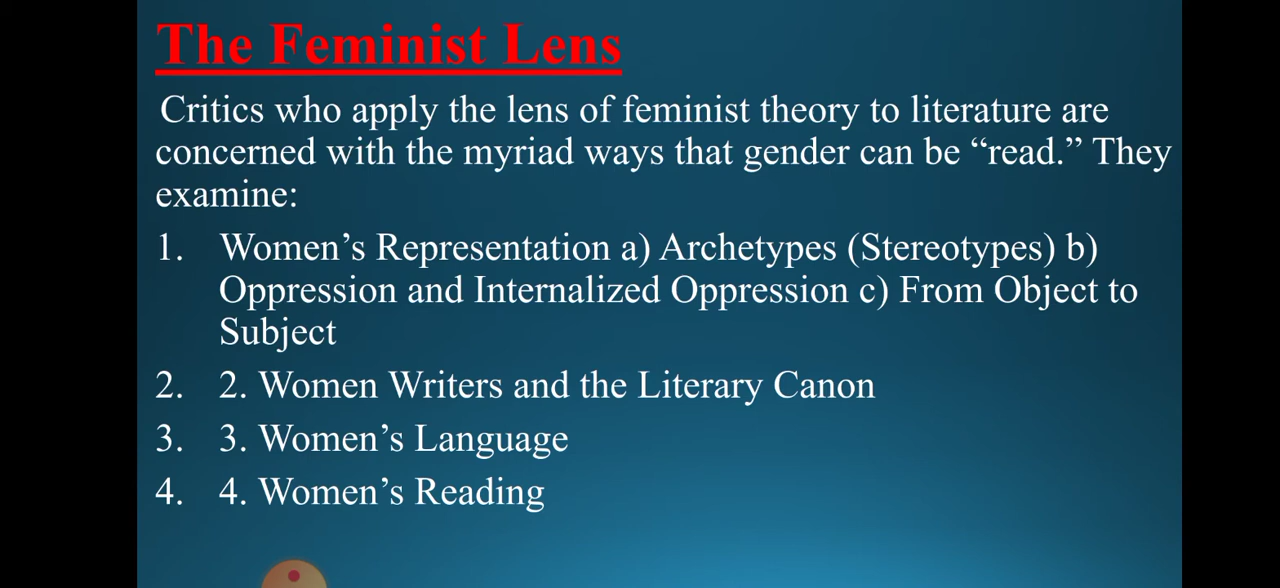 The Feminist Lens
Critics who apply the lens of feminist theory to literature are
concerned with the myriad ways that gender can be “read.” They
examine:
1. Women’s Representation a) Archetypes (Stereotypes) b)
Oppression and Internalized Oppression c) From Object to
Subject
2. 2. Women Writers and the Literary Canon
3. 3. Women’s Language
4. 4. Women’s Reading